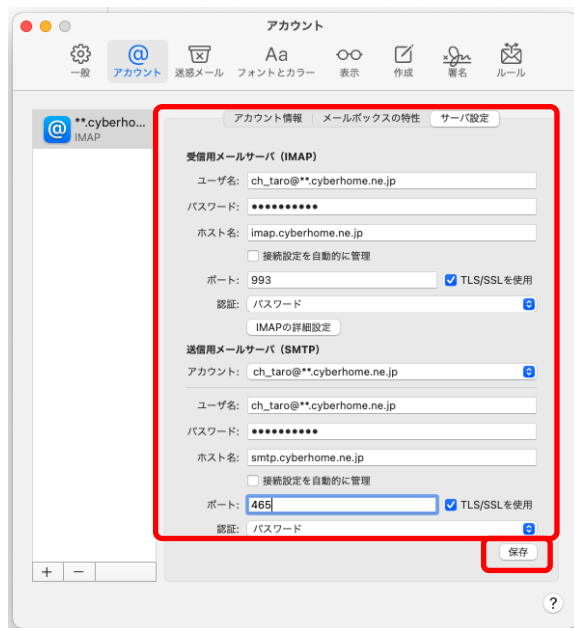 アカウント
一般 アカウント 迷惑メール フォントとカラー 表示 作成 署名 ルール
Aa
**.cyberho...
IMAP
アカウント情報 メールボックスの特性 サーバ設定
受信用メールサーバ（IMAP）
ユーザ名: ch_taro@**.cyberhome.ne.jp
パスワード: ••••••••••
ホスト名: imap.cyberhome.ne.jp
接続設定を自動的に管理
ポート: 993 TLS/SSLを使用
認証: パスワード
IMAPの詳細設定
送信用メールサーバ（SMTP）
アカウント: ch_taro@**.cyberhome.ne.jp
ユーザ名: ch_taro@**.cyberhome.ne.jp
パスワード: ••••••••••
ホスト名: smtp.cyberhome.ne.jp
接続設定を自動的に管理
ポート: 465 TLS/SSLを使用
認証: パスワード
保存
+ −
?